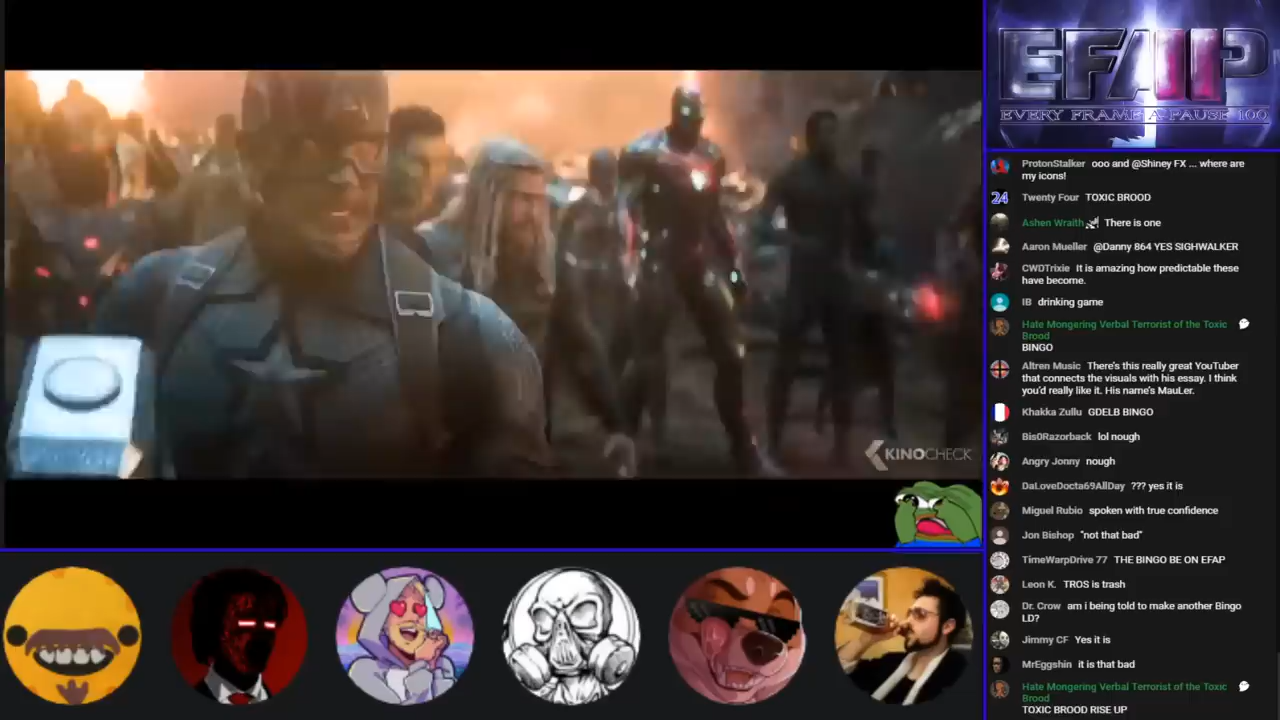 EFAP
EVERY FRAME A PAUSE 100
KINOCHECK
ProtonStalker ooo and @Shiney FX ... where are
my icons!
24
Twenty Four TOXIC BROOD
Ashen Wraith There is one
Aaron Mueller @Danny 864 YES SIGHWALKER
CWDTrixie It is amazing how predictable these
have become.
IB drinking game
Hate Mongering Verbal Terrorist of the Toxic
Brood
BINGO
Altren Music There's this really great YouTuber
that connects the visuals with his essay. I think
you'd really like it. His name's MauLer.
Khakka Zullu GDELB BINGO
Bis0Razorback lol nough
Angry Jonny nough
DaLoveDocta69AllDay ??? yes it is
Miguel Rubio spoken with true confidence
Jon Bishop "not that bad"
TimeWarpDrive 77 THE BINGO BE ON EFAP
Leon K. TROS is trash
Dr. Crow am i being told to make another Bingo
LD?
Jimmy CF Yes it is
MrEggshin it is that bad
Hate Mongering Verbal Terrorist of the Toxic
Brood
TOXIC BROOD RISE UP